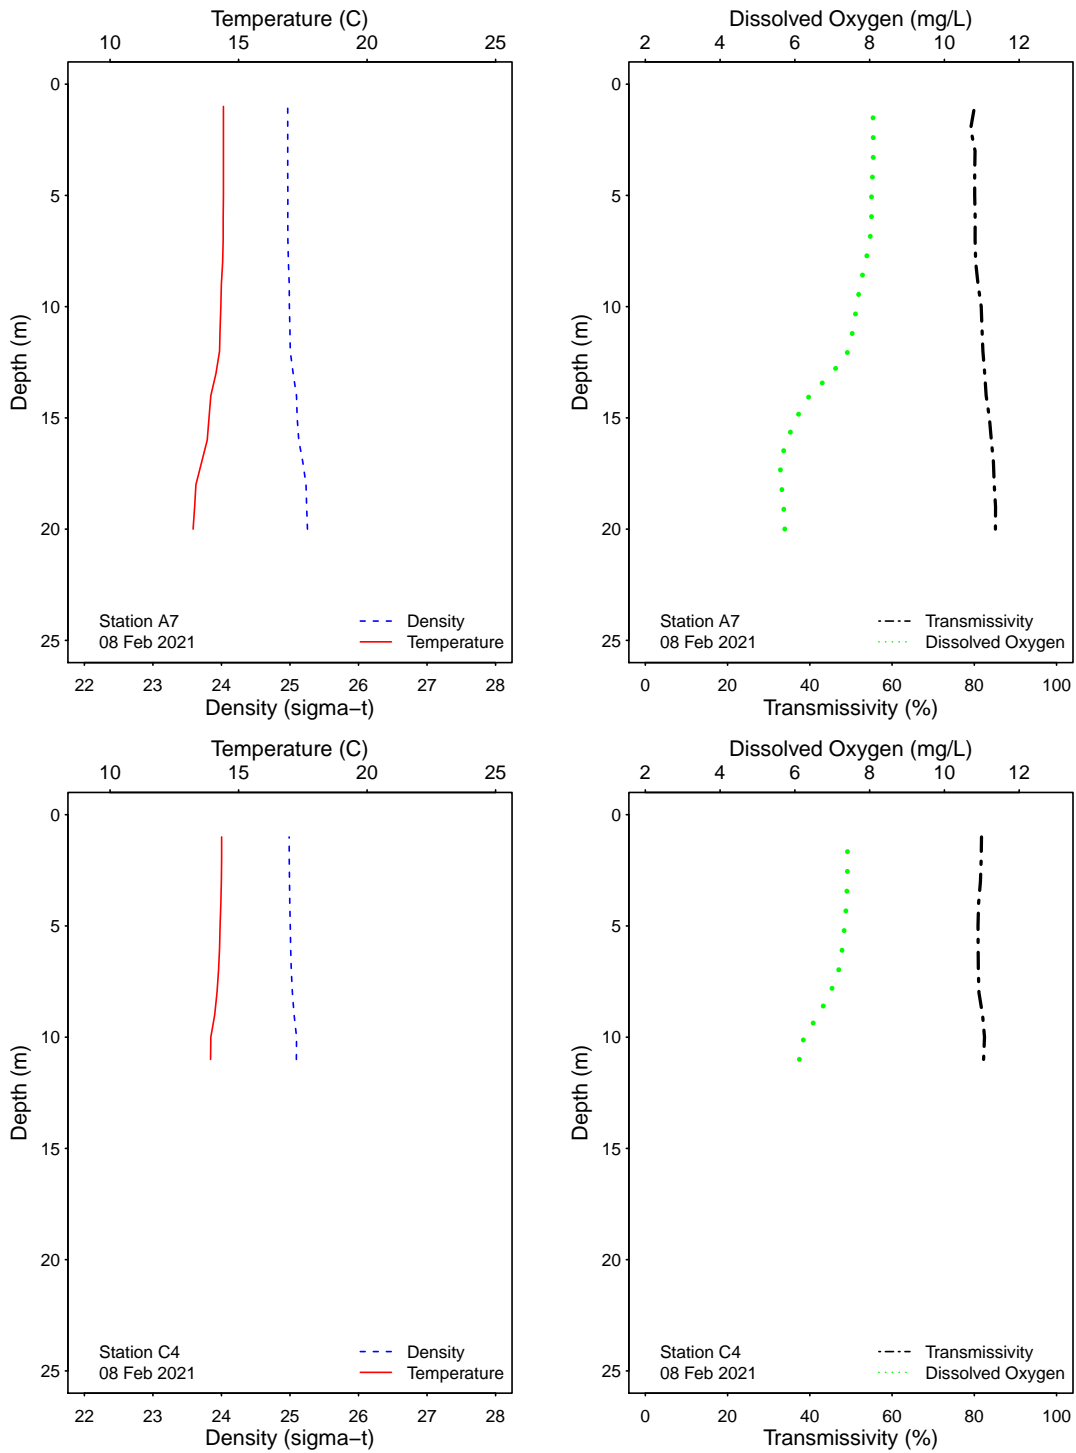 Temperature (C)
10 15 20 25
0
5
10
15
20
25
Depth (m)
Station A7
08 Feb 2021
Density
Temperature
22 23 24 25 26 27 28
Density (sigma−t)
Dissolved Oxygen (mg/L)
2 4 6 8 10 12
0
5
10
15
20
25
Depth (m)
Station A7
08 Feb 2021
Transmissivity
Dissolved Oxygen
0 20 40 60 80 100
Transmissivity (%)
Temperature (C)
10 15 20 25
0
5
10
15
20
25
Depth (m)
Station C4
08 Feb 2021
Density
Temperature
22 23 24 25 26 27 28
Density (sigma−t)
Dissolved Oxygen (mg/L)
2 4 6 8 10 12
0
5
10
15
20
25
Depth (m)
Station C4
08 Feb 2021
Transmissivity
Dissolved Oxygen
0 20 40 60 80 100
Transmissivity (%)